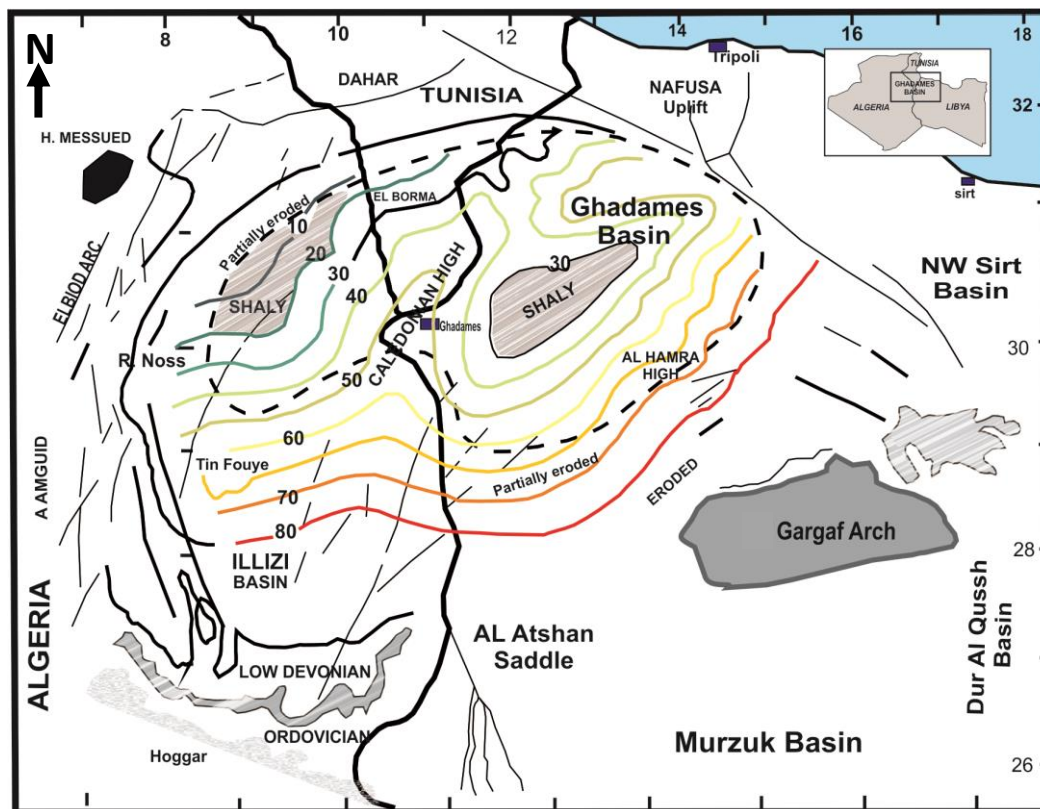 8
10
12
14
16
18
N
DAHAR
TUNISIA
Tripoli
NAFUSA
Uplift
TUNISIA
GHADAMES
BASIN
ALGERIA
LIBYA
32
H. MESSUED
sirt
EL BORMA
Partially eroded
10
20
30
40
50
60
70
80
Ghadames
Basin
30
SHALY
SHALY
CALEDONAN HIGH
Ghadames
ELBIOD ARC
NW Sirt
Basin
R. Noss
30
AL HAMRA
HIGH
Tin Fouye
Partially eroded
ERODED
A AMGUID
Gargaf Arch
ILLIZI
BASIN
28
AL Atshan
Saddle
Dur Al Qussh
Basin
ALGERIA
LOW DEVONIAN
ORDOVICIAN
Hoggar
Murzuk Basin
26